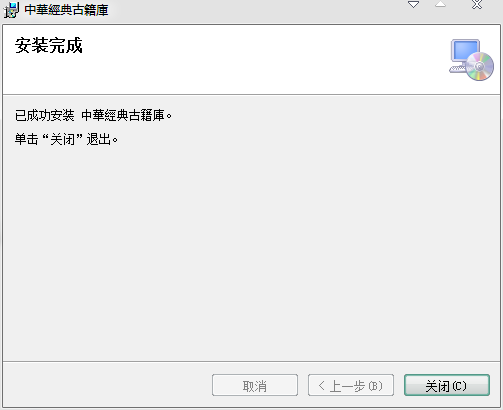 中華經典古籍庫
安装完成
已成功安装 中華經典古籍庫。
单击“关闭”退出。
取消
< 上一步(B)
关闭(C)